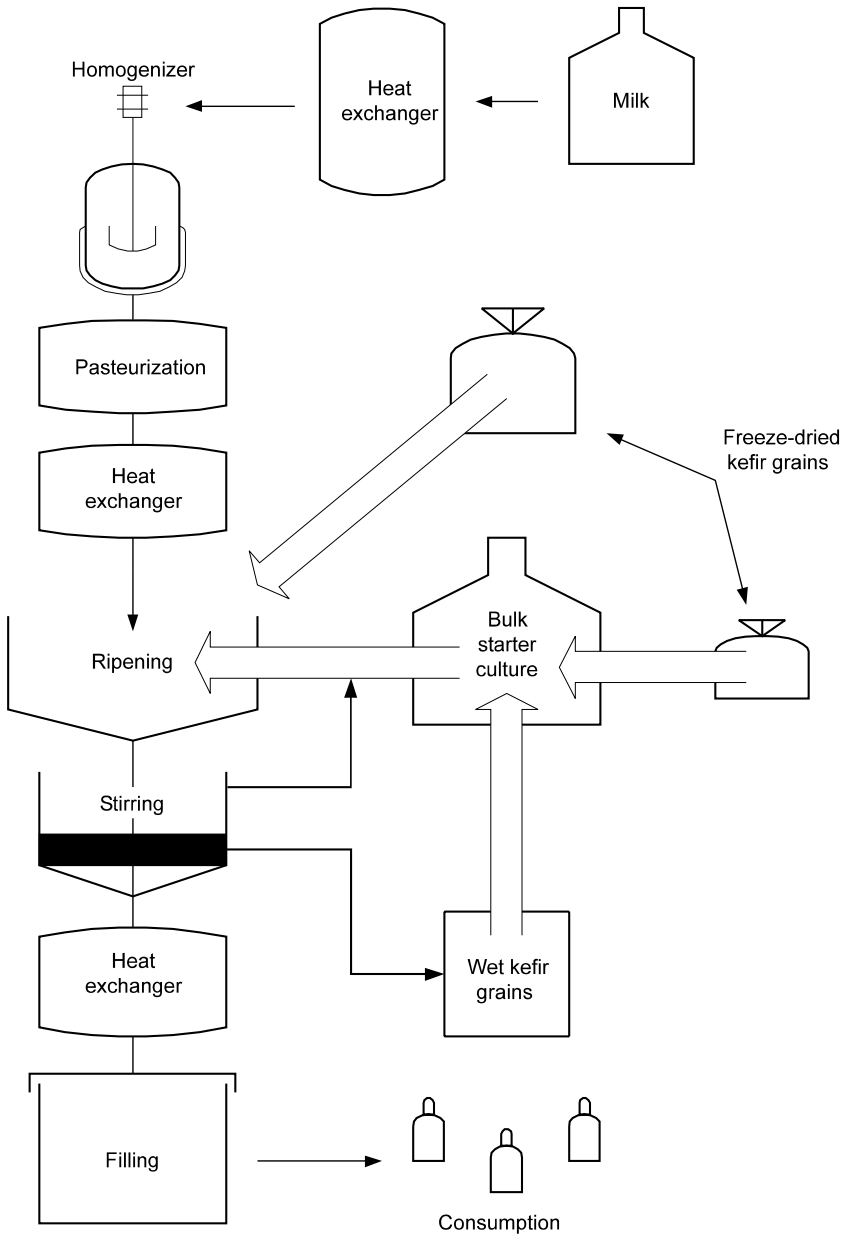 Homogenizer
Heat
exchanger
Milk
Pasteurization
Heat
exchanger
Freeze-dried
kefir grains
Ripening
Bulk
starter
culture
Stirring
Heat
exchanger
Wet kefir
grains
Filling
Consumption